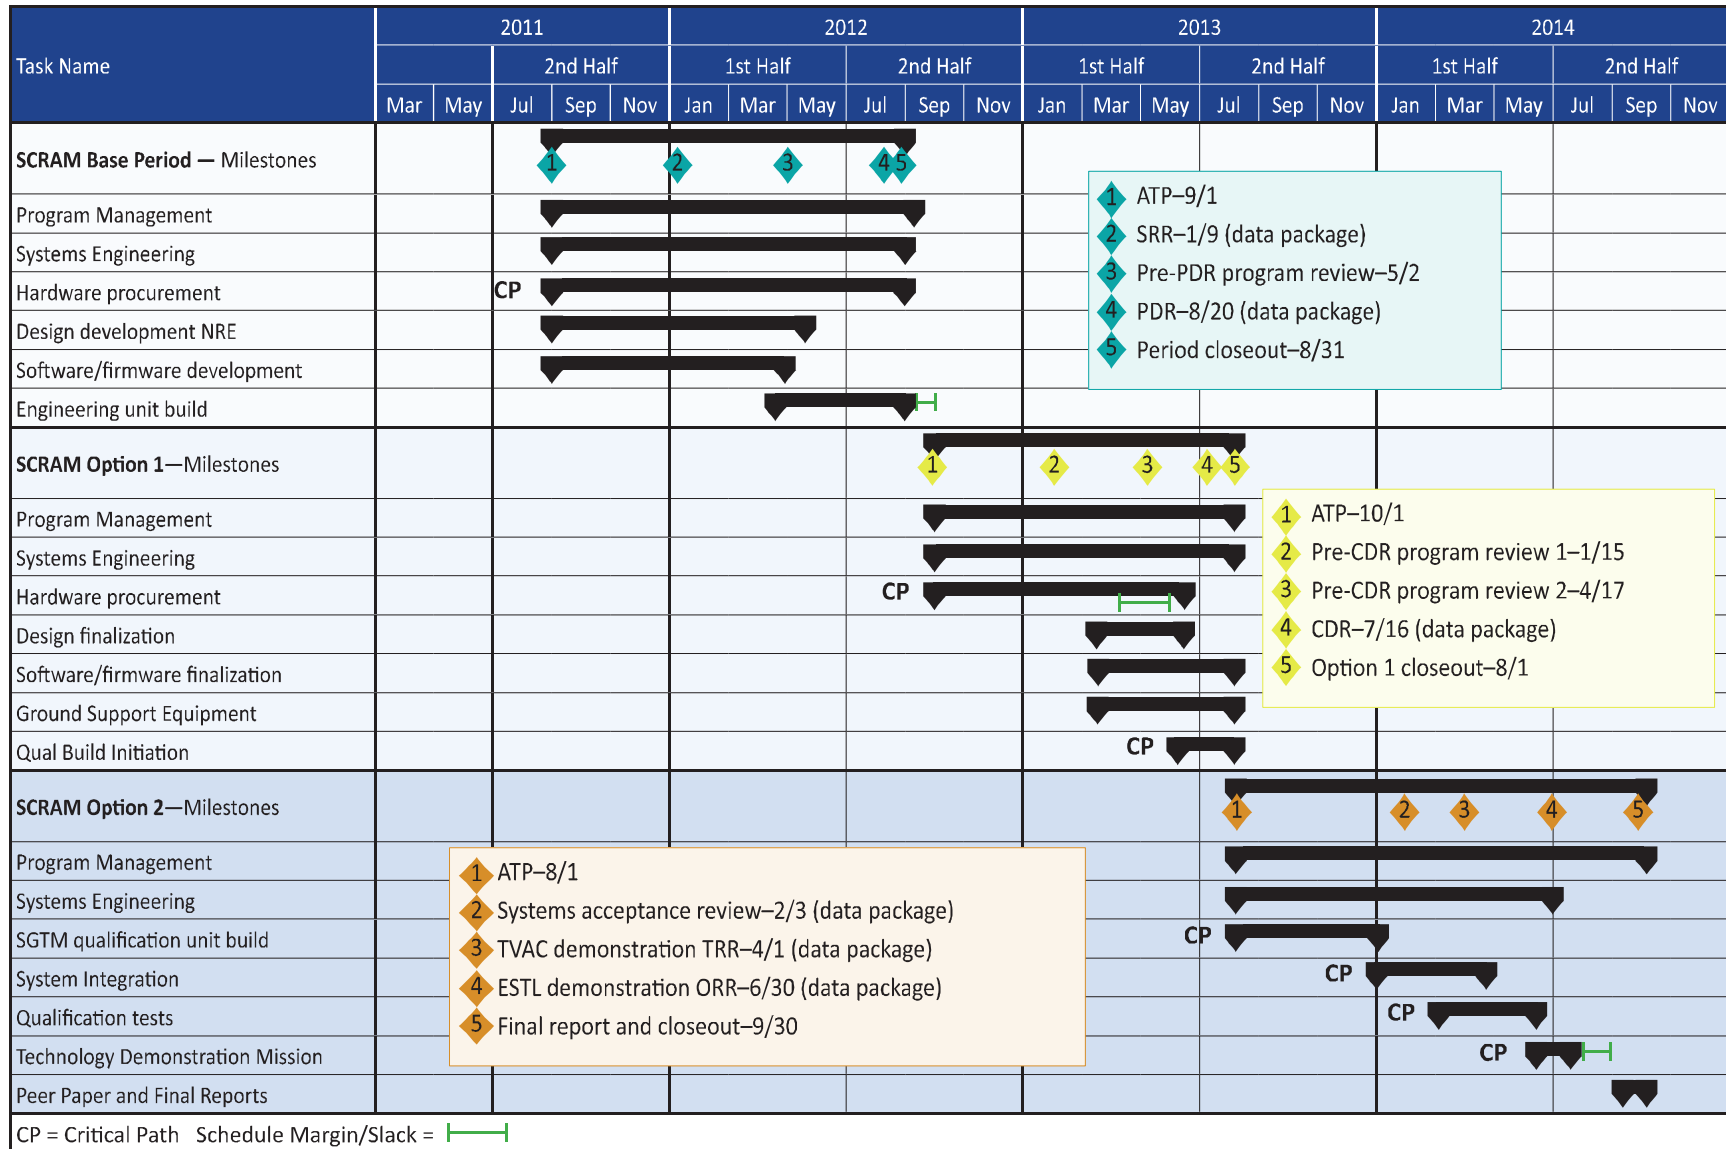 2011 2012 2013 2014
Task Name 2nd Half 1st Half 2nd Half 1st Half 2nd Half 1st Half 2nd Half
Mar May Jul Sep Nov Jan Mar May Jul Sep Nov Jan Mar May Jul Sep Nov Jan Mar May Jul Sep Nov
SCRAM Base Period — Milestones
1 2 3 4 5
Program Management
Systems Engineering
Hardware procurement CP
Design development NRE
Software/firmware development
Engineering unit build
1 ATP–9/1
2 SRR–1/9 (data package)
3 Pre-PDR program review–5/2
4 PDR–8/20 (data package)
5 Period closeout–8/31
SCRAM Option 1—Milestones
1 2 3 4 5
Program Management
Systems Engineering
Hardware procurement CP
Design finalization
Software/firmware finalization
Ground Support Equipment
Qual Build Initiation CP
1 ATP–10/1
2 Pre-CDR program review 1–1/15
3 Pre-CDR program review 2–4/17
4 CDR–7/16 (data package)
5 Option 1 closeout–8/1
SCRAM Option 2—Milestones
1 2 3 4 5
Program Management
Systems Engineering
SGTM qualification unit build CP
System Integration CP
Qualification tests CP
Technology Demonstration Mission CP
Peer Paper and Final Reports
1 ATP–8/1
2 Systems acceptance review–2/3 (data package)
3 TVAC demonstration TRR–4/1 (data package)
4 ESTL demonstration ORR–6/30 (data package)
5 Final report and closeout–9/30
CP = Critical Path Schedule Margin/Slack =